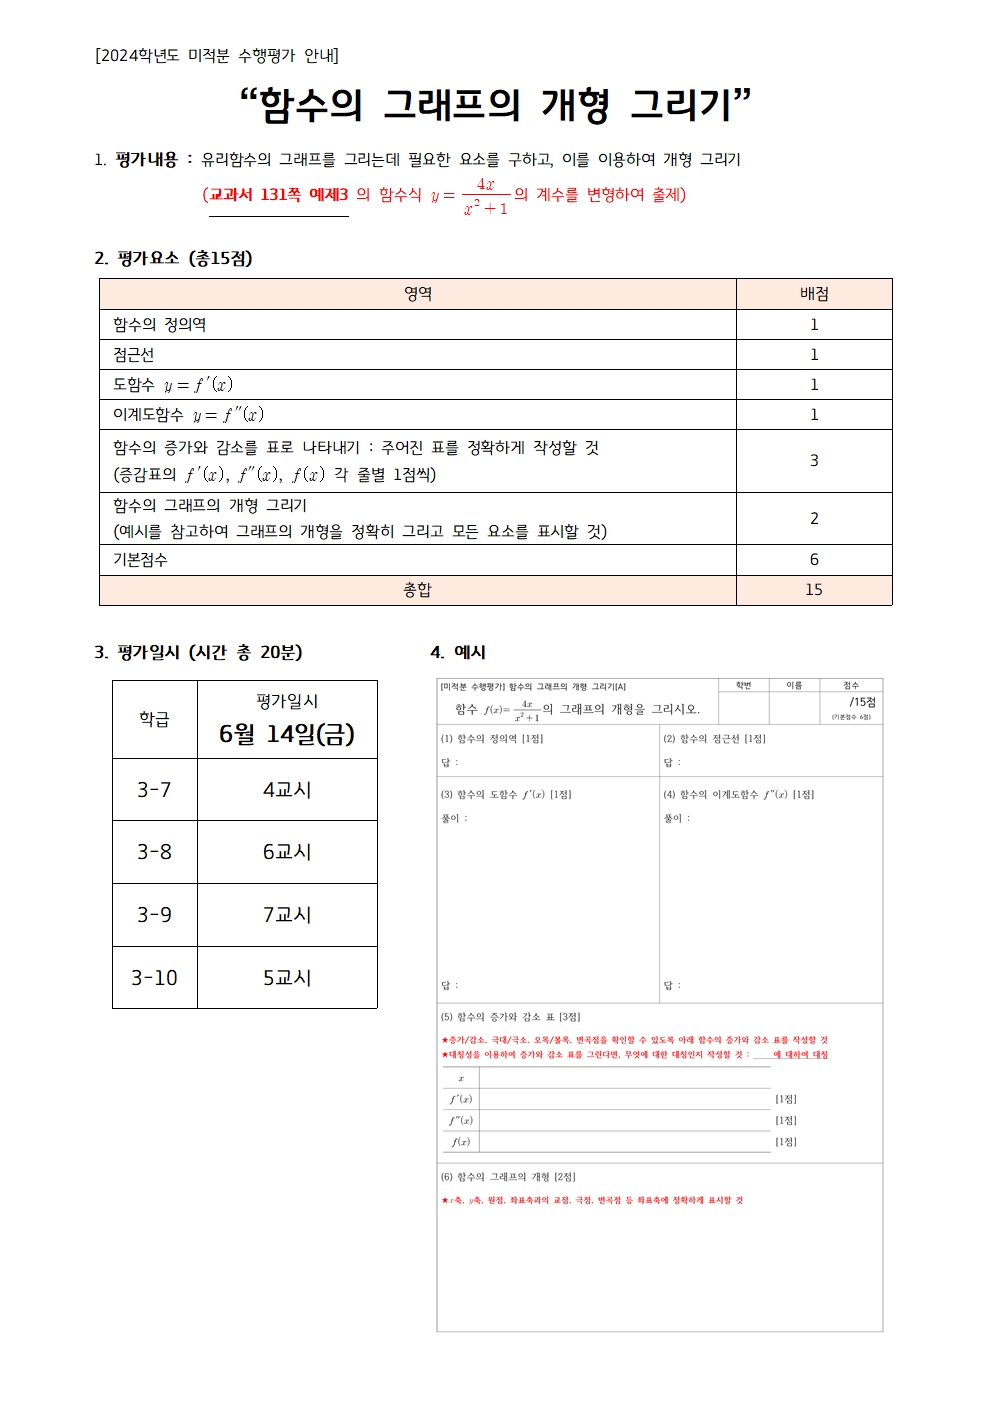 [2024학년도 미적분 수행평가 안내]
“함수의 그래프의 개형 그리기”
1. 평가내용 : 유리함수의 그래프를 그리는데 필요한 요소를 구하고, 이를 이용하여 개형 그리기
(교과서 131쪽 예제3 의 함수식 y = 4x/(x² + 1) 의 계수를 변형하여 출제)
2. 평가요소 (총15점)
영역 배점
함수의 정의역 1
점근선 1
도함수 y = f′(x) 1
이계도함수 y = f″(x) 1
함수의 증가와 감소를 표로 나타내기 : 주어진 표를 정확하게 작성할 것
(증감표의 f′(x), f″(x), f(x) 각 줄별 1점씩) 3
함수의 그래프의 개형 그리기
(예시를 참고하여 그래프의 개형을 정확히 그리고 모든 요소를 표시할 것) 2
기본점수 6
총합 15
3. 평가일시 (시간 총 20분)
학급 평가일시
6월 14일(금)
3-7 4교시
3-8 6교시
3-9 7교시
3-10 5교시
4. 예시
[미적분 수행평가] 함수의 그래프의 개형 그리기[A] 학번 이름 점수
함수 f(x)= 4x/(x² + 1) 의 그래프의 개형을 그리시오. /15점
(기본점수 6점)
(1) 함수의 정의역 [1점] (2) 함수의 점근선 [1점]
답 : 답 :
(3) 함수의 도함수 f′(x) [1점] (4) 함수의 이계도함수 f″(x) [1점]
풀이 : 풀이 :
답 : 답 :
(5) 함수의 증가와 감소 표 [3점]
★증가/감소, 극대/극소, 오목/볼록, 변곡점을 확인할 수 있도록 아래 함수의 증가와 감소 표를 작성할 것
★대칭성을 이용하여 증가와 감소 표를 그린다면, 무엇에 대한 대칭인지 작성할 것 : ____에 대하여 대칭
x
f′(x) [1점]
f″(x) [1점]
f(x) [1점]
(6) 함수의 그래프의 개형 [2점]
★x축, y축, 원점, 좌표축과의 교점, 극점, 변곡점 등 좌표축에 정확하게 표시할 것